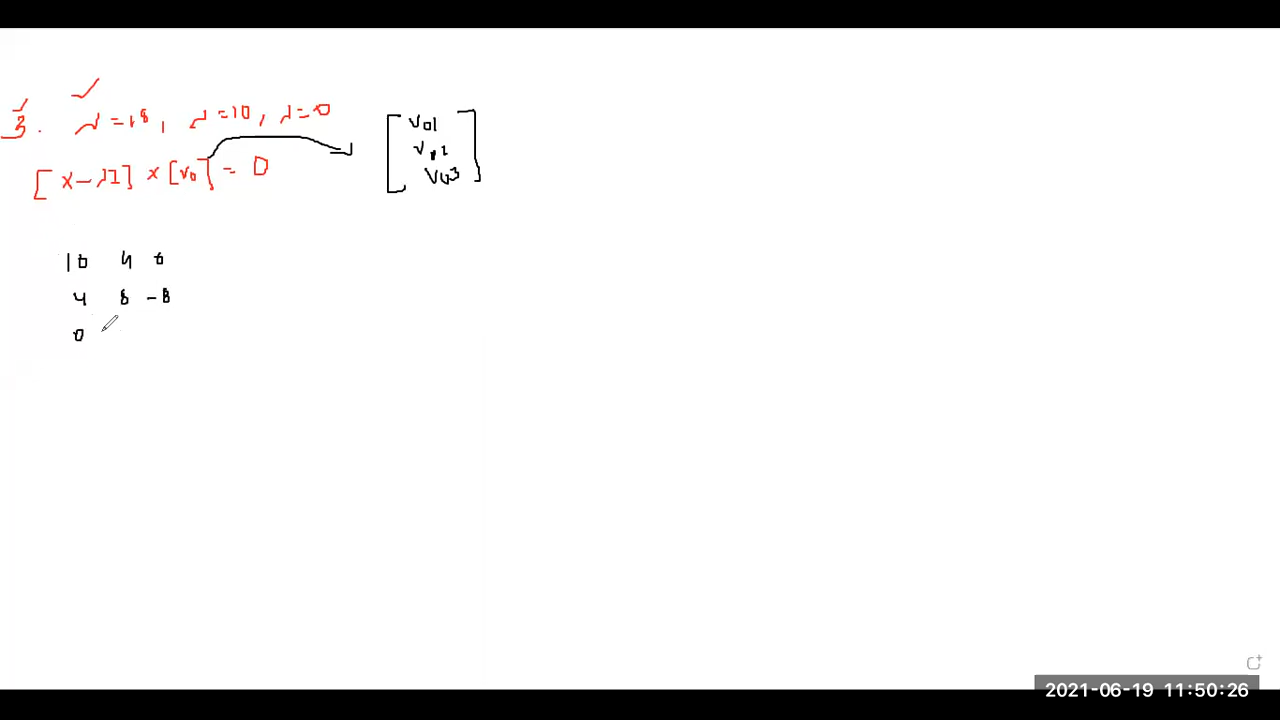 3. λ=18, λ=10, λ=0
[x-λI] × [v0] = 0
[v01
v02
v03]
10 4 0
4 8 -8
0
2021-06-19 11:50:26